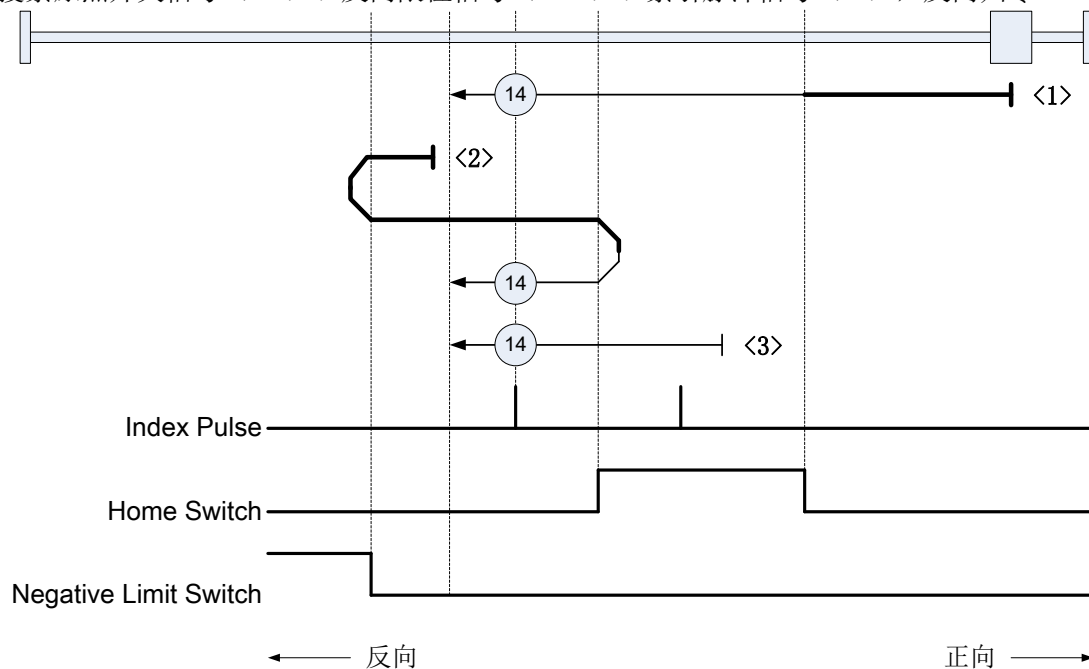 14 <1>
<2>
14
14 <3>
Index Pulse
Home Switch
Negative Limit Switch
反向 正向